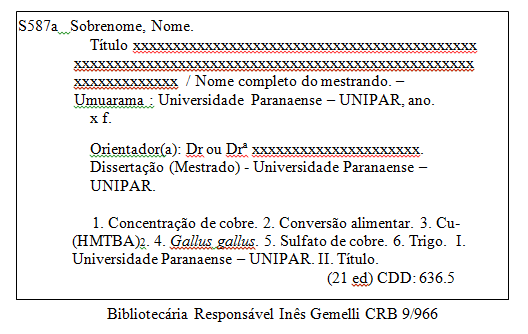 S587a  Sobrenome, Nome.
Título xxxxxxxxxxxxxxxxxxxxxxxxxxxxxxxxxxxxxxxxxxx
xxxxxxxxxxxxxxxxxxxxxxxxxxxxxxxxxxxxxxxxxxxxxxxxxx
xxxxxxxxxxxxx / Nome completo do mestrando. –
Umuarama : Universidade Paranaense – UNIPAR, ano.
x f.
Orientador(a): Dr ou Drª xxxxxxxxxxxxxxxxxxxxx.
Dissertação (Mestrado) - Universidade Paranaense –
UNIPAR.
1. Concentração de cobre. 2. Conversão alimentar. 3. Cu-
(HMTBA)2. 4. Gallus gallus. 5. Sulfato de cobre. 6. Trigo.  I.
Universidade Paranaense – UNIPAR. II. Título.
(21 ed) CDD: 636.5
Bibliotecária Responsável Inês Gemelli CRB 9/966